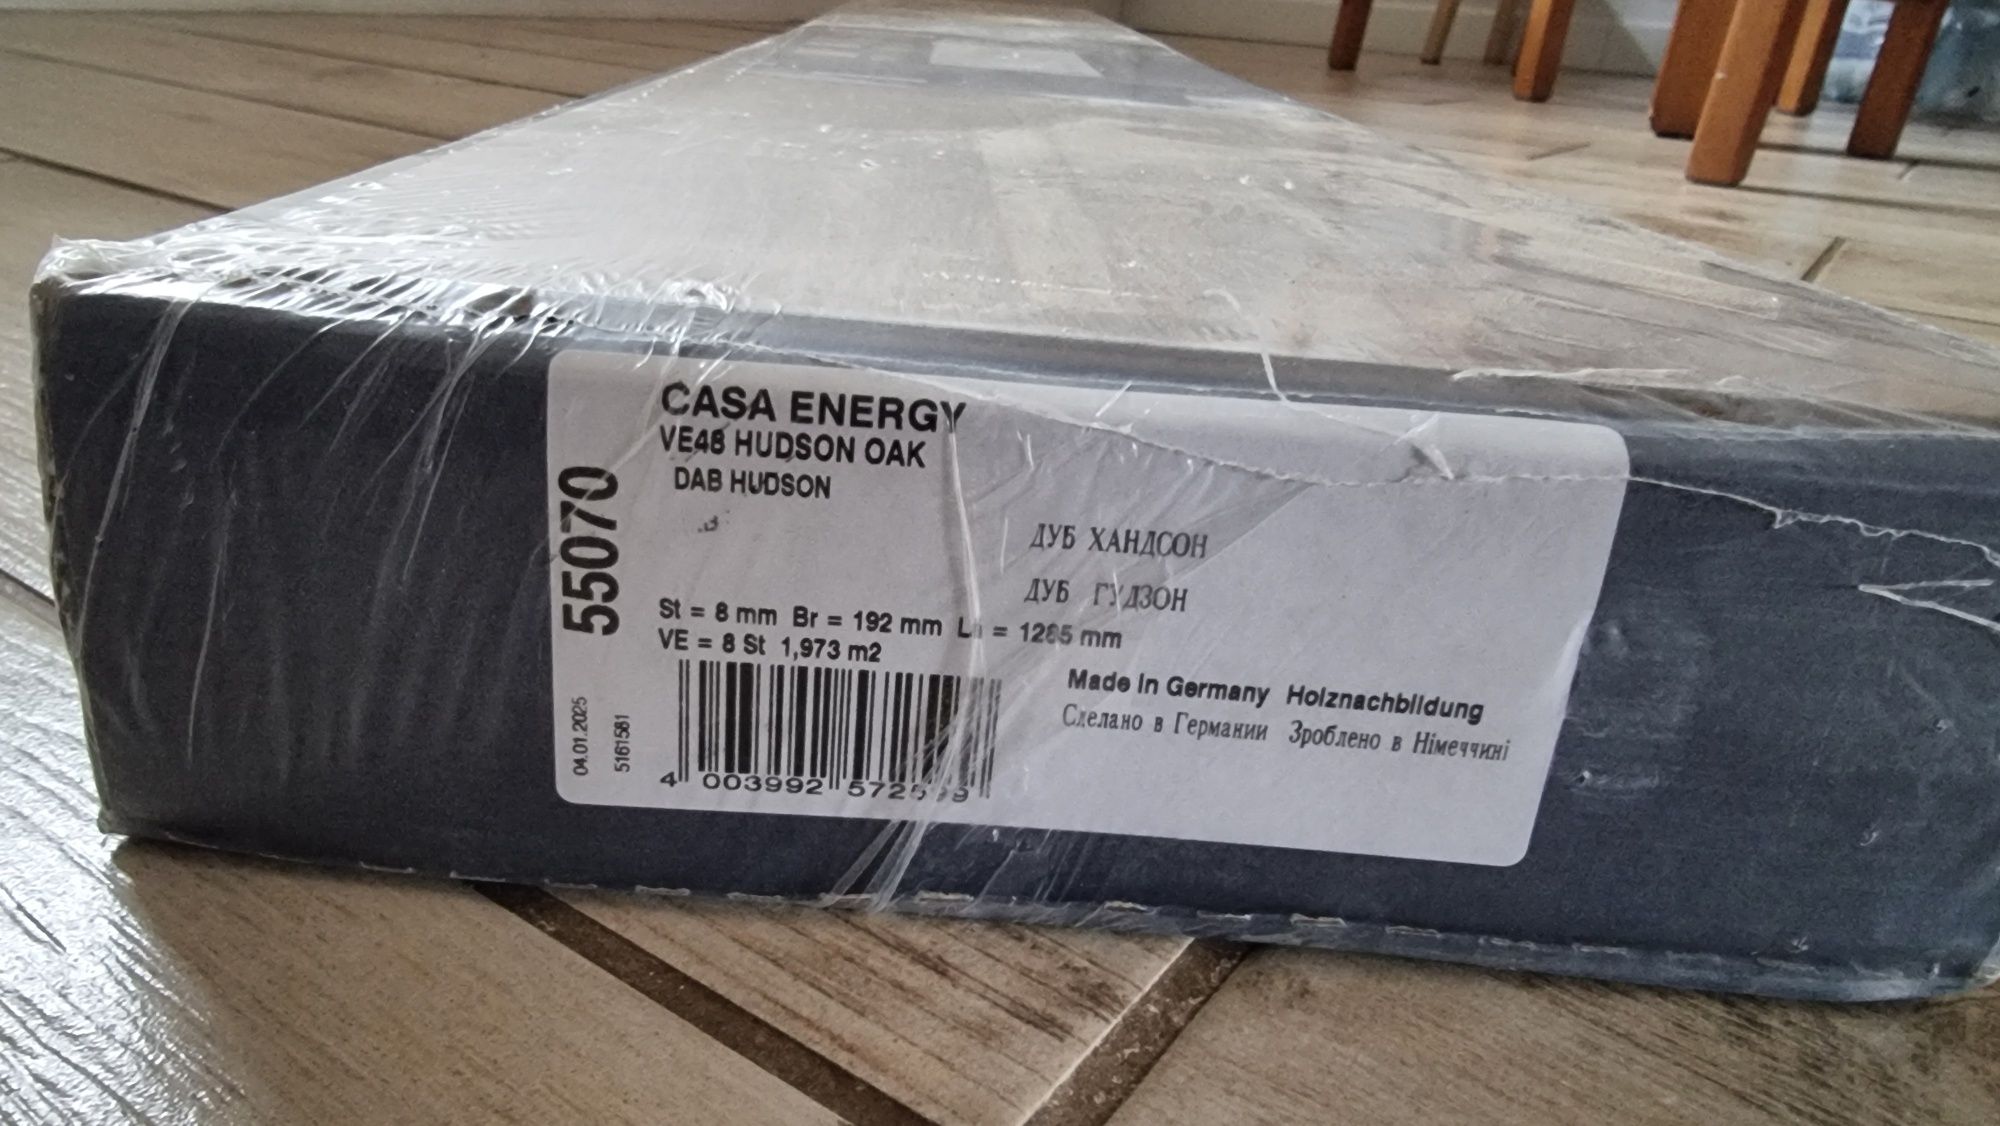 CASA ENERGY
VE48 HUDSON OAK
DAB HUDSON
55070
ДУБ ХАНДСОН
ДУБ ГУДЗОН
St = 8 mm Br = 192 mm = 1285 mm
VE = 8 St 1,973 m2
Made in Germany Holznachbildung
Сделано в Германии Зроблено в Німеччині
04.01.2025
5161581
4 003992